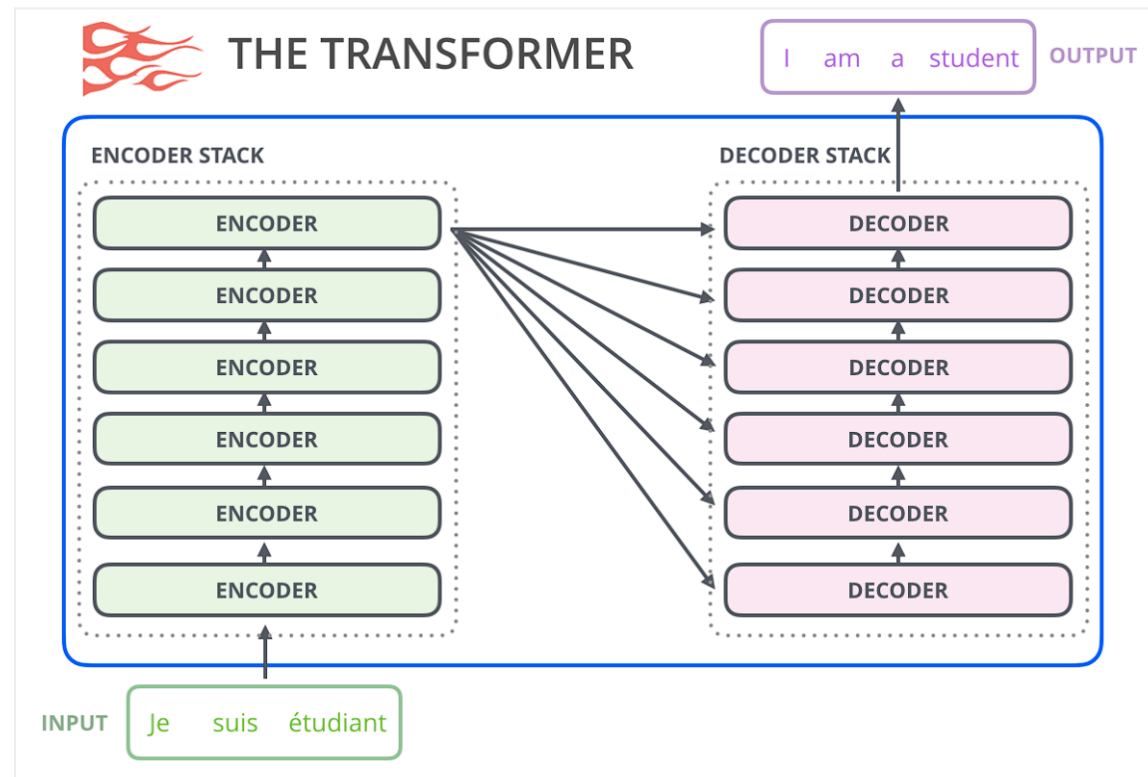 THE TRANSFORMER
I am a student
OUTPUT
ENCODER STACK
ENCODER
ENCODER
ENCODER
ENCODER
ENCODER
ENCODER
DECODER STACK
DECODER
DECODER
DECODER
DECODER
DECODER
DECODER
INPUT
Je suis étudiant